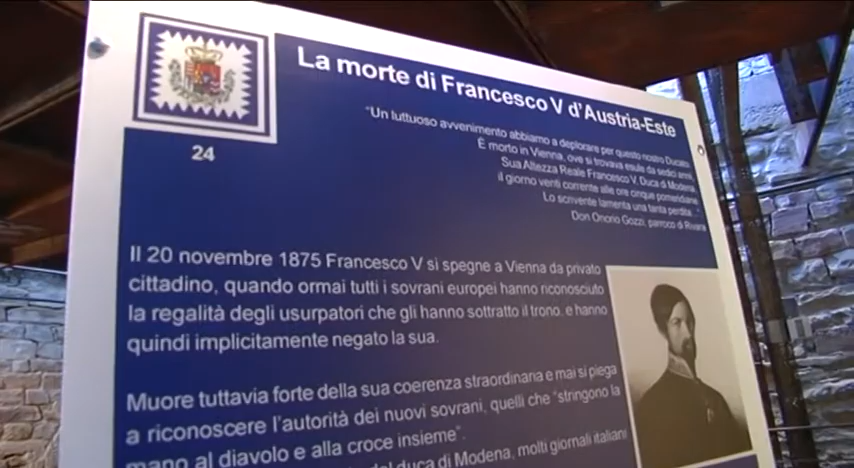 24
La morte di Francesco V d'Austria-Este
"Un luttuoso avvenimento abbiamo a deplorare per questo nostro Ducato.
È morto in Vienna, ove si trovava esule da sedici anni,
Sua Altezza Reale Francesco V, Duca di Modena,
il giorno venti corrente alle ore cinque pomeridiane.
Lo scrivente lamenta una tanta perdita."
Don Onorio Gozzi, parroco di Rivara
Il 20 novembre 1875 Francesco V si spegne a Vienna da privato
cittadino, quando ormai tutti i sovrani europei hanno riconosciuto
la regalità degli usurpatori che gli hanno sottratto il trono, e hanno
quindi implicitamente negato la sua.
Muore tuttavia forte della sua coerenza straordinaria e mai si piega
a riconoscere l'autorità dei nuovi sovrani, quelli che "stringono la
mano al diavolo e alla croce insieme".
del duca di Modena, molti giornali italiani